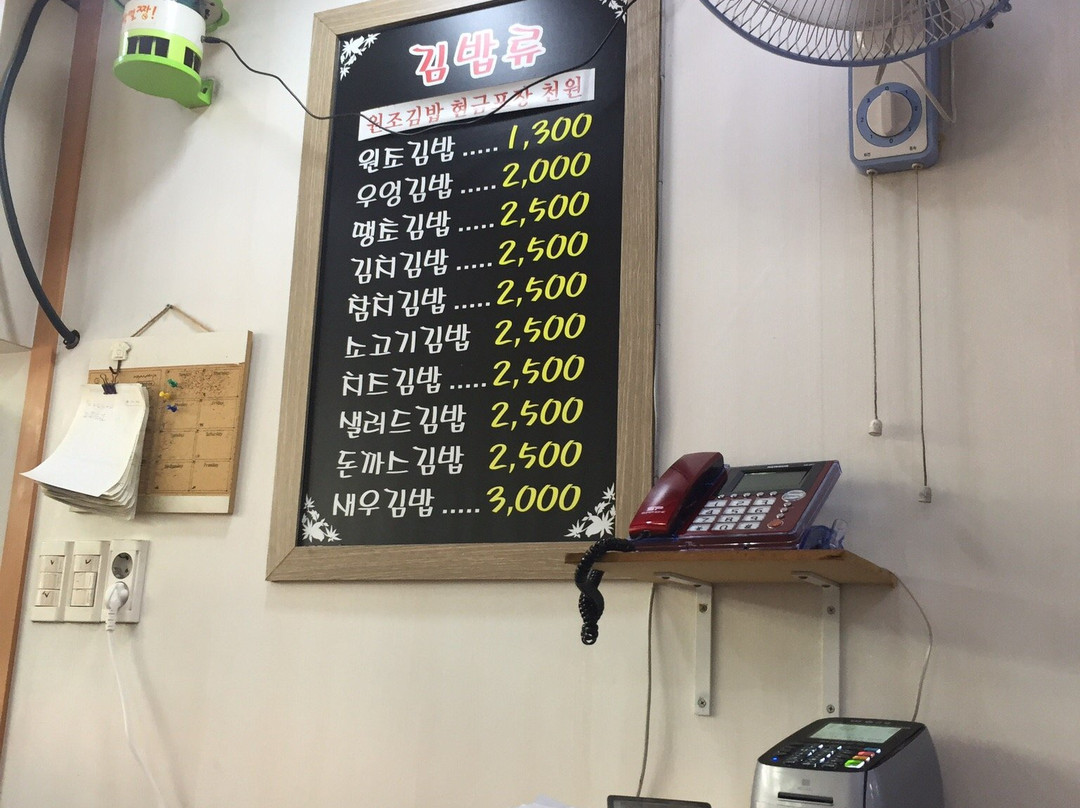 김밥류
원조김밥 현금포장 천원
원조김밥 ..... 1,300
우엉김밥 ..... 2,000
땡초김밥 ..... 2,500
김치김밥 ..... 2,500
참치김밥 ..... 2,500
소고기김밥 2,500
치즈김밥 ..... 2,500
샐러드김밥 2,500
돈까스김밥 2,500
새우김밥 ..... 3,000